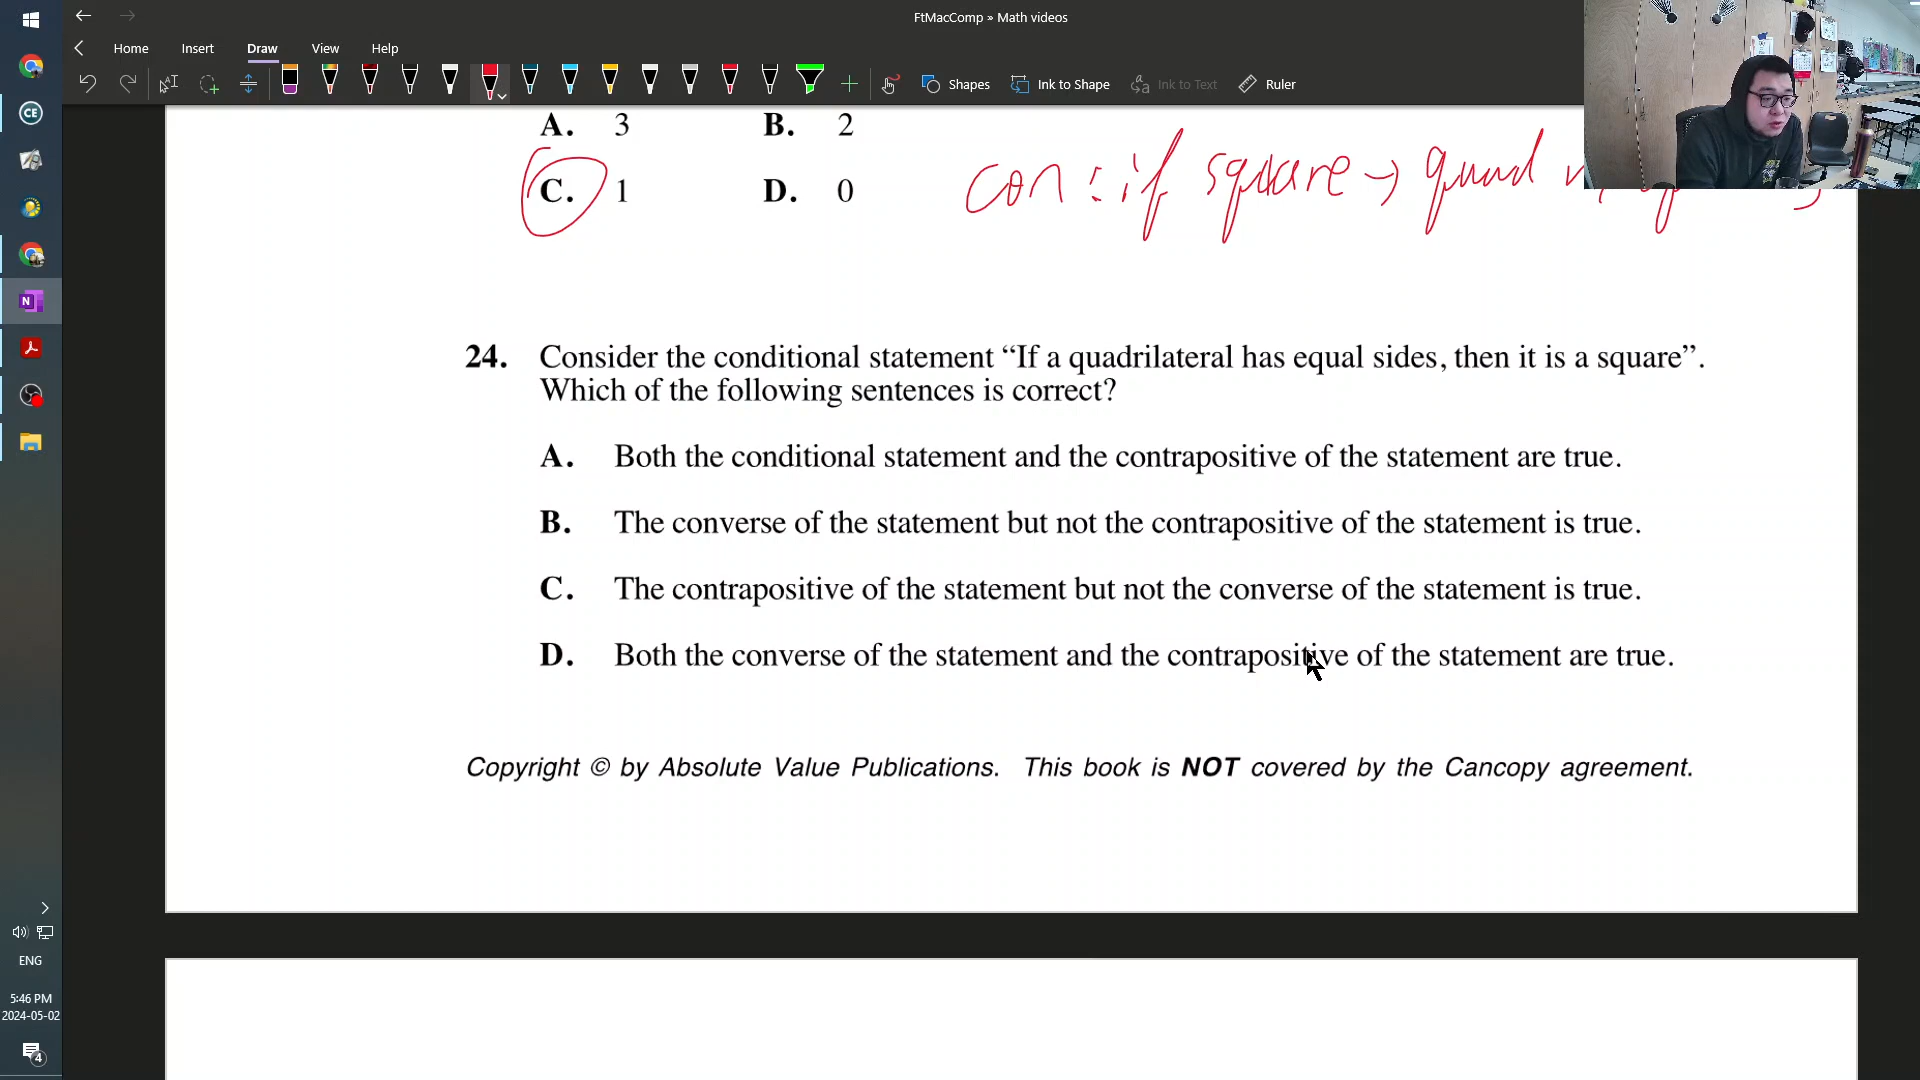 FtMacComp » Math videos
Home Insert Draw View Help
Shapes Ink to Shape Ink to Text Ruler
A. 3 B. 2
C. 1 D. 0
con : if square → quad
24. Consider the conditional statement “If a quadrilateral has equal sides, then it is a square”.
Which of the following sentences is correct?
A. Both the conditional statement and the contrapositive of the statement are true.
B. The converse of the statement but not the contrapositive of the statement is true.
C. The contrapositive of the statement but not the converse of the statement is true.
D. Both the converse of the statement and the contrapositive of the statement are true.
Copyright © by Absolute Value Publications. This book is NOT covered by the Cancopy agreement.
CE
N
ENG
5:46 PM
2024-05-02
4